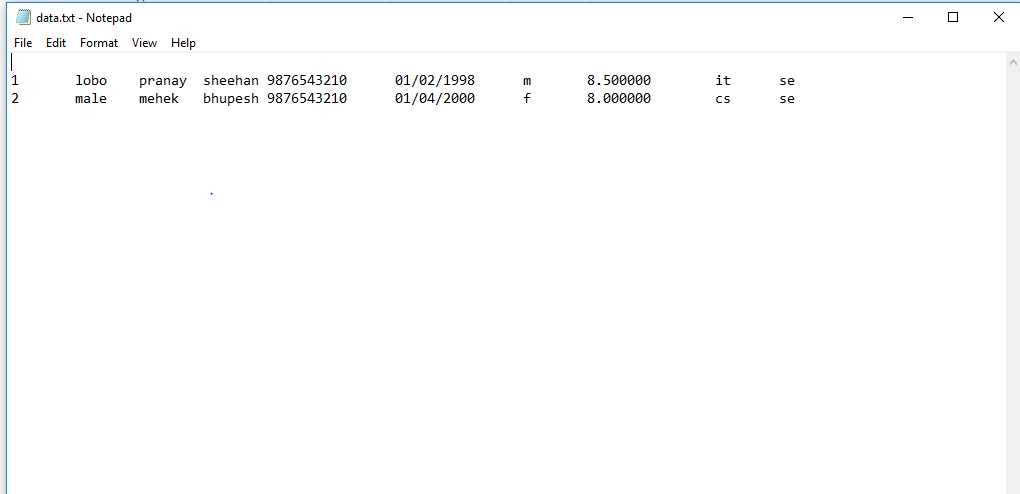 data.txt - Notepad
File Edit Format View Help
1 lobo pranay sheehan 9876543210 01/02/1998 m 8.500000 it se
2 male mehek bhupesh 9876543210 01/04/2000 f 8.000000 cs se